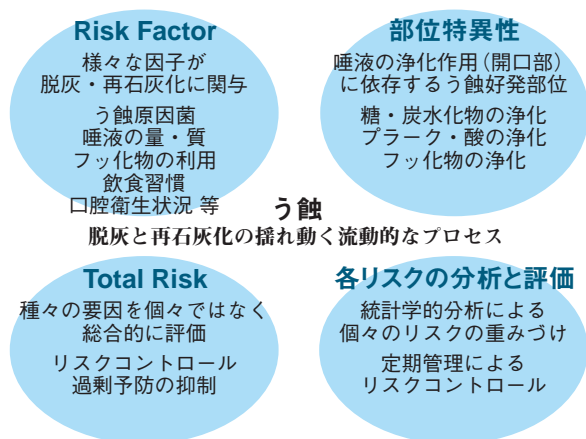 Risk Factor
様々な因子が
脱灰・再石灰化に関与
う蝕原因菌
唾液の量・質
フッ化物の利用
飲食習慣
口腔衛生状況 等
部位特異性
唾液の浄化作用（開口部）
に依存するう蝕好発部位
糖・炭水化物の浄化
プラーク・酸の浄化
フッ化物の浄化
う蝕
脱灰と再石灰化の揺れ動く流動的なプロセス
Total Risk
種々の要因を個々ではなく
総合的に評価
リスクコントロール
過剰予防の抑制
各リスクの分析と評価
統計学的分析による
個々のリスクの重みづけ
定期管理による
リスクコントロール